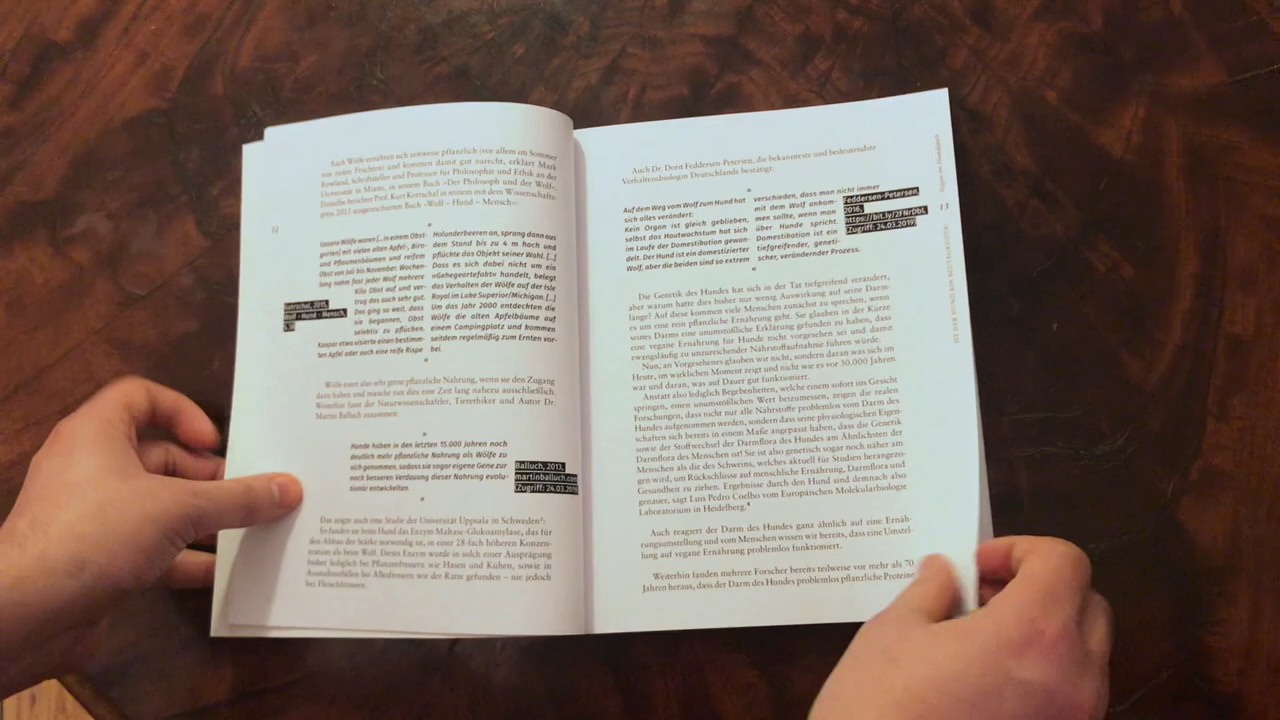 12
Auch Wölfe ernähren sich zeitweise pflanzlich (vor allem im Sommer
von reifen Früchten) und kommen damit gut zurecht, erklärt Mark
Rowland, Schriftsteller und Professor für Philosophie und Ethik an der
Universität in Miami, in seinem Buch »Der Philosoph und der Wolf«.
Dasselbe berichtet Prof. Kurt Kotrschal in seinem mit dem Wissenschafts-
preis 2013 ausgezeichneten Buch »Wolf – Hund – Mensch«:
"
Unsere Wölfe waren [… in einem Obst-
garten] mit vielen alten Apfel-, Birn-
und Pflaumenbäumen und reifem
Obst von Juli bis November. Wochen-
lang nahm fast jeder Wolf mehrere
Kilo Obst auf und ver-
trug das auch sehr gut.
Das ging so weit, dass
sie begannen, Obst
selektiv zu pflücken.
Kaspar etwa visierte einen bestimm-
ten Apfel oder auch eine reife Rispe
Holunderbeeren an, sprang dann aus
dem Stand bis zu 4 m hoch und
pflückte das Objekt seiner Wahl. […]
Dass es sich dabei nicht um ein
»Gehegeartefakt« handelt, belegt
das Verhalten der Wölfe auf der Isle
Royal im Lake Superior/Michigan. […]
Um das Jahr 2000 entdeckten die
Wölfe die alten Apfelbäume auf
einem Campingplatz und kommen
seitdem regelmäßig zum Ernten vor-
bei.
"
Kotrschal, 2015,
Wolf - Hund - Mensch,
Wölfe essen also sehr gerne pflanzliche Nahrung, wenn sie den Zugang
dazu haben und manche tun dies eine Zeit lang nahezu ausschließlich.
Weiterhin fasst der Naturwissenschaftler, Tierethiker und Autor Dr.
Martin Balluch zusammen:
"
Hunde haben in den letzten 15.000 Jahren noch
deutlich mehr pflanzliche Nahrung als Wölfe zu
sich genommen, sodass sie sogar eigene Gene zur
noch besseren Verdauung dieser Nahrung evolu-
tionär entwickelten.
"
Balluch, 2013,
martinballuch.com
(Zugriff: 24.03.2019)
Das zeigte auch eine Studie der Universität Uppsala in Schweden³:
So fanden sie beim Hund das Enzym Maltase-Glukoamylase, das für
den Abbau der Stärke notwendig ist, in einer 28-fach höheren Konzen-
tration als beim Wolf. Dieses Enzym wurde in solch einer Ausprägung
bisher lediglich bei Pflanzenfressern wie Hasen und Kühen, sowie in
Ausnahmefällen bei Allesfressern wie der Ratte gefunden – nie jedoch
bei Fleischfressern.
Auch Dr. Dorit Feddersen-Petersen, die bekannteste und bedeutendste
Verhaltensbiologin Deutschlands bestätigt:
"
Auf dem Weg vom Wolf zum Hund hat
sich alles verändert:
Kein Organ ist gleich geblieben,
selbst das Hautwachstum hat sich
im Laufe der Domestikation gewan-
delt. Der Hund ist ein domestizierter
Wolf, aber die beiden sind so extrem
verschieden, dass man nicht immer
mit dem Wolf ankom-
men sollte, wenn man
über Hunde spricht.
Domestikation ist ein
tiefgreifender, geneti-
scher, verändernder Prozess.
"
Feddersen-Petersen,
2016,
https://bit.ly/2FNrDbL
(Zugriff: 24.03.2019)
13
Die Genetik des Hundes hat sich in der Tat tiefgreifend verändert,
aber warum hatte dies bisher nur wenig Auswirkung auf seine Darm-
länge? Auf diese kommen viele Menschen zunächst zu sprechen, wenn
es um eine rein pflanzliche Ernährung geht. Sie glauben in der Kürze
seines Darms eine unumstößliche Erklärung gefunden zu haben, dass
eine vegane Ernährung für Hunde nicht vorgesehen sei und damit
zwangsläufig zu unzureichender Nährstoffaufnahme führen würde.
Nun, an Vorgesehenes glauben wir nicht, sondern daran was sich im
Heute, im wirklichen Moment zeigt und nicht wie es vor 30.000 Jahren
war und daran, was auf Dauer gut funktioniert.
Anstatt also lediglich Begebenheiten, welche einem sofort ins Gesicht
springen, einen unumstößlichen Wert beizumessen, zeigen die realen
Forschungen, dass nicht nur alle Nährstoffe problemlos vom Darm des
Hundes aufgenommen werden, sondern dass seine physiologischen Eigen-
schaften sich bereits in einem Maße angepasst haben, dass die Genetik
sowie der Stoffwechsel der Darmflora des Hundes am Ähnlichsten der
Darmflora des Menschen ist! Sie ist also genetisch sogar noch näher am
Menschen als die des Schweins, welches aktuell für Studien herangezo-
gen wird, um Rückschlüsse auf menschliche Ernährung, Darmflora und
Gesundheit zu ziehen. Ergebnisse durch den Hund sind demnach also
genauer, sagt Luis Pedro Coelho vom Europäischen Molekularbiologie
Laboratorium in Heidelberg.⁴
Auch reagiert der Darm des Hundes ganz ähnlich auf eine Ernäh-
rungsumstellung und vom Menschen wissen wir bereits, dass eine Umstel-
lung auf vegane Ernährung problemlos funktioniert.
Weiterhin fanden mehrere Forscher bereits teilweise vor mehr als 70
Jahren heraus, dass der Darm des Hundes problemlos pflanzliche Proteine